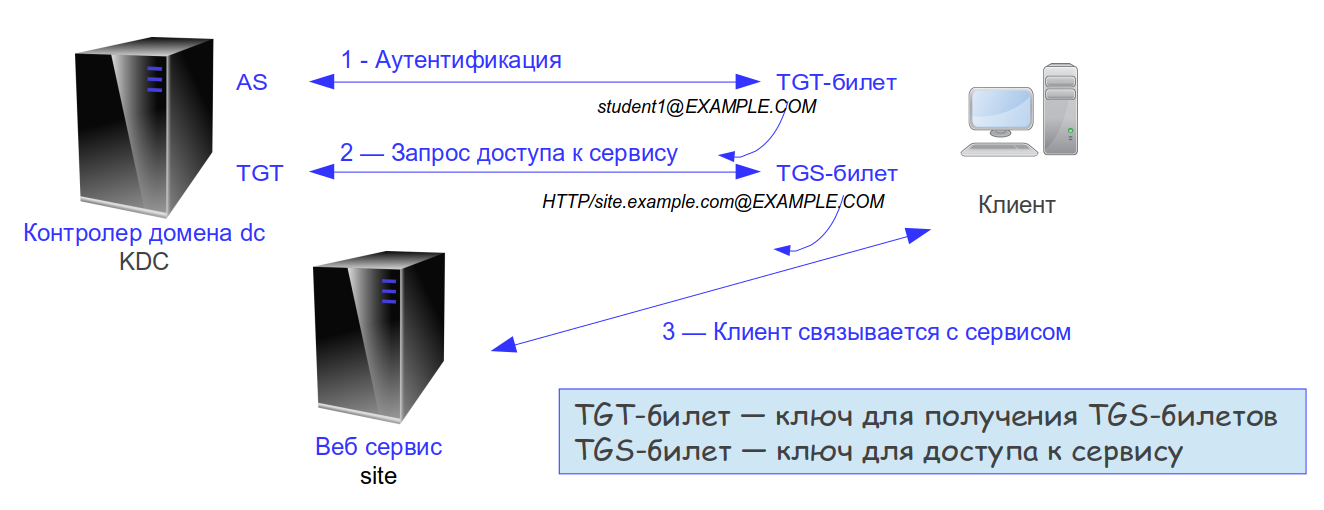 1 - Аутентификация
AS
TGT-билет
student1@EXAMPLE.COM
2 — Запрос доступа к сервису
TGT
TGS-билет
HTTP/site.example.com@EXAMPLE.COM
Клиент
Контролер домена dc
KDC
3 — Клиент связывается с сервисом
TGT-билет — ключ для получения TGS-билетов
TGS-билет — ключ для доступа к сервису
Веб сервис
site